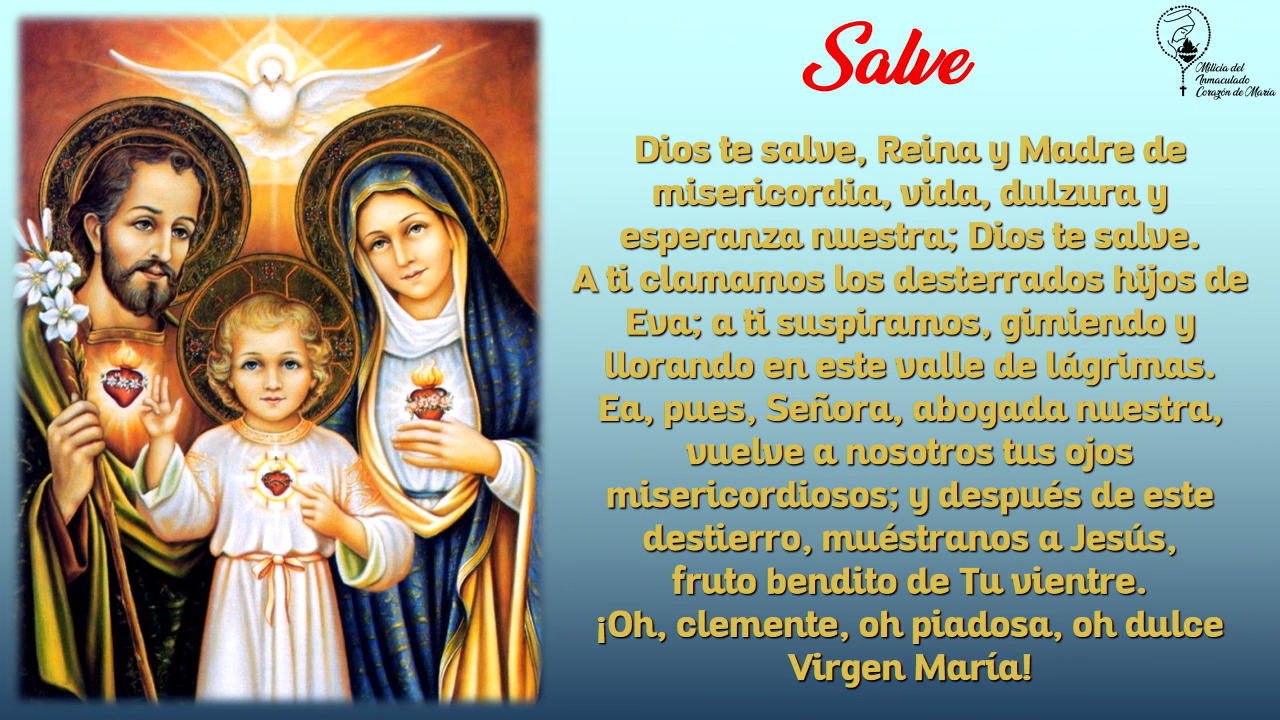 Salve
Milicia del
Inmaculado
Corazón de María
Dios te salve, Reina y Madre de
misericordia, vida, dulzura y
esperanza nuestra; Dios te salve.
A ti clamamos los desterrados hijos de
Eva; a ti suspiramos, gimiendo y
llorando en este valle de lágrimas.
Ea, pues, Señora, abogada nuestra,
vuelve a nosotros tus ojos
misericordiosos; y después de este
destierro, muéstranos a Jesús,
fruto bendito de Tu vientre.
¡Oh, clemente, oh piadosa, oh dulce
Virgen María!